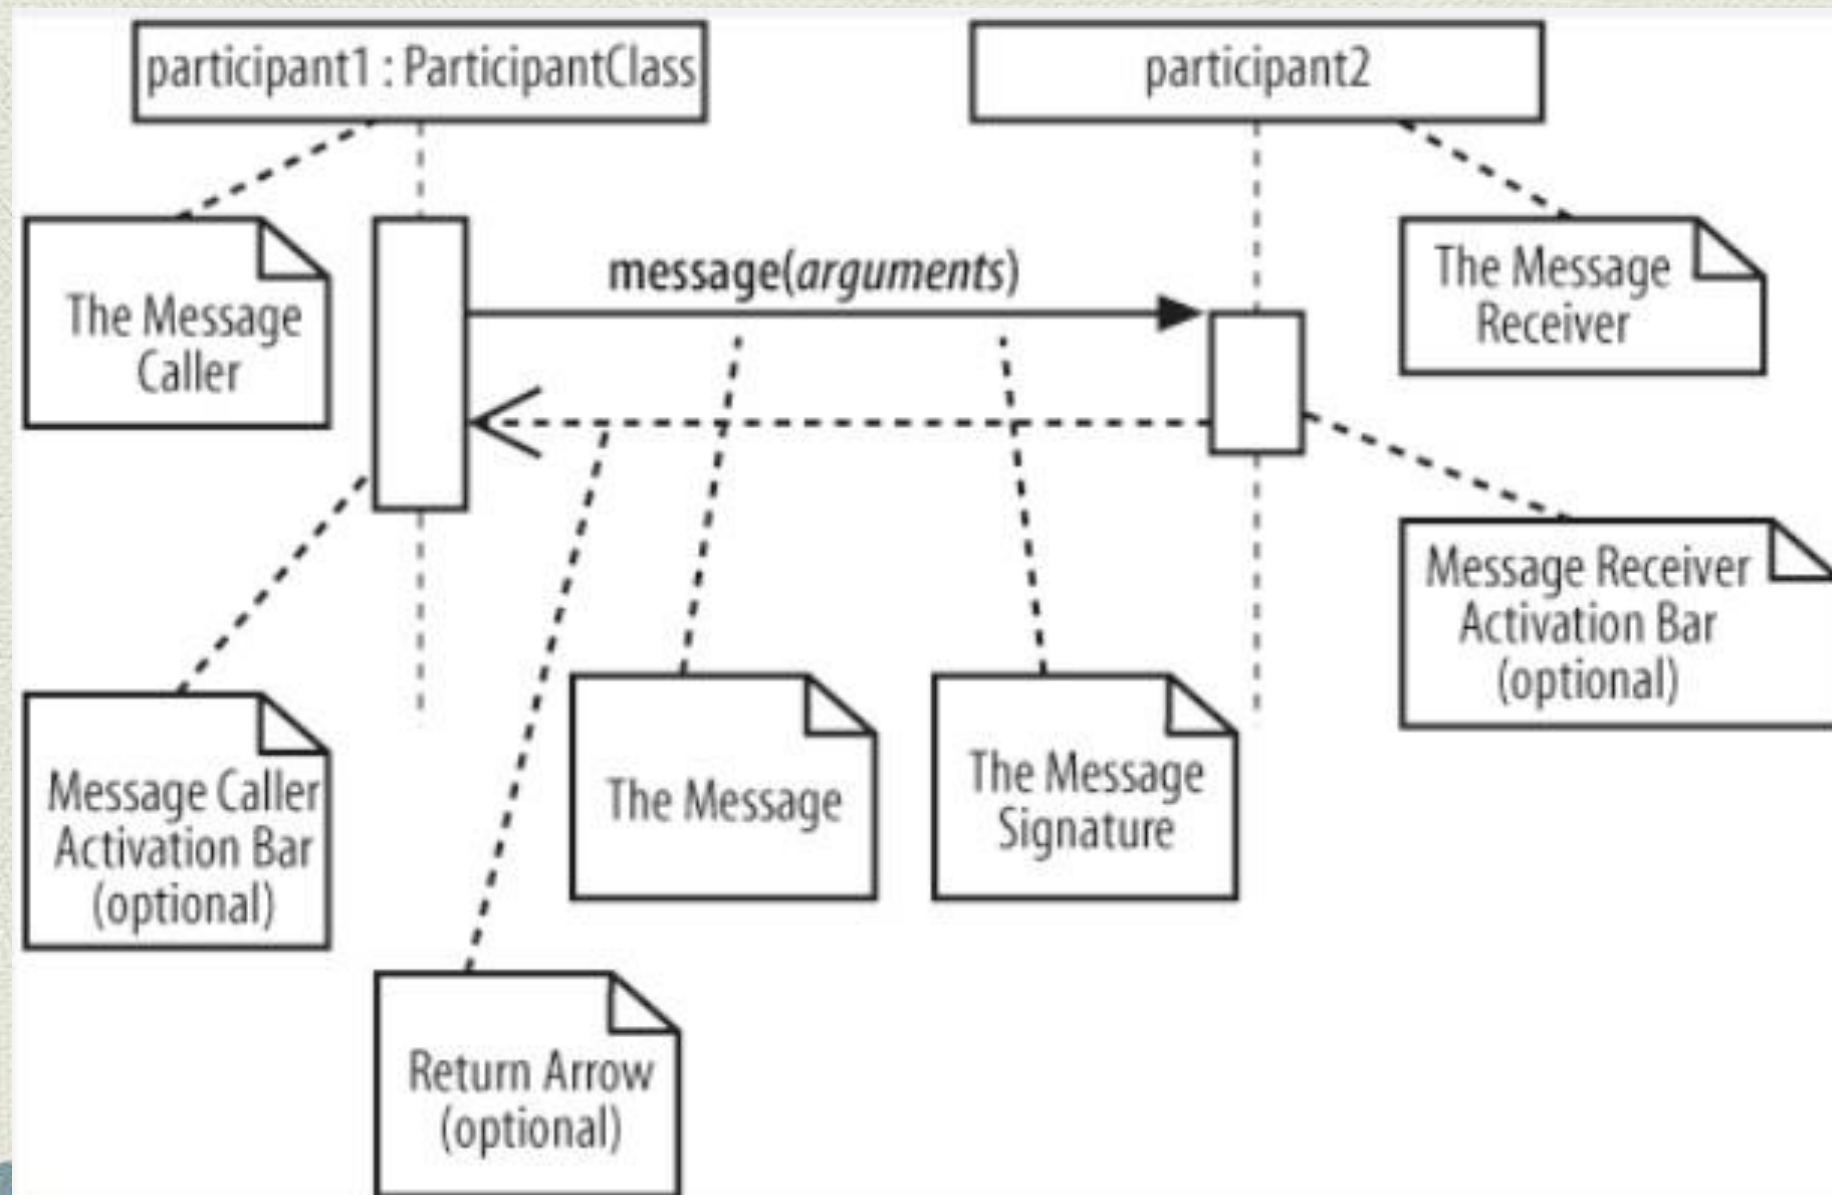 participant1 : ParticipantClass
participant2
The Message
Caller
message(arguments)
The Message
Receiver
Message Receiver
Activation Bar
(optional)
Message Caller
Activation Bar
(optional)
The Message
The Message
Signature
Return Arrow
(optional)